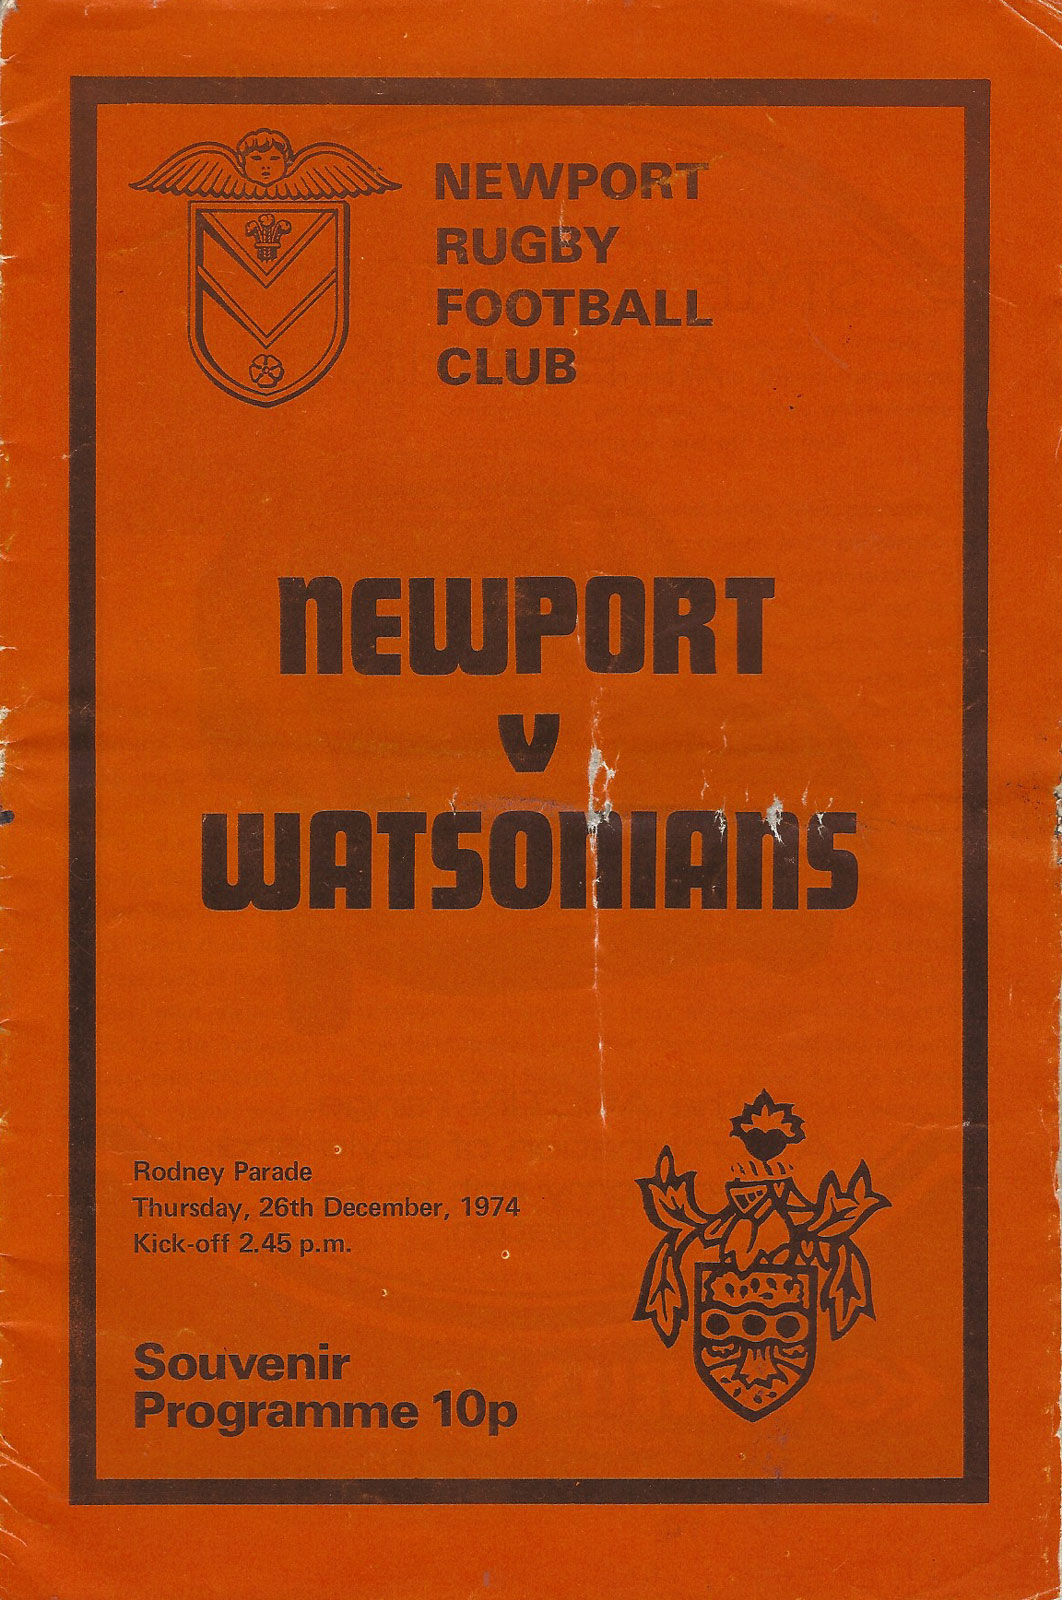 NEWPORT
RUGBY
FOOTBALL
CLUB
NEWPORT
V
WATSONIANS
Rodney Parade
Thursday, 26th December, 1974
Kick-off 2.45 p.m.
Souvenir
Programme 10p